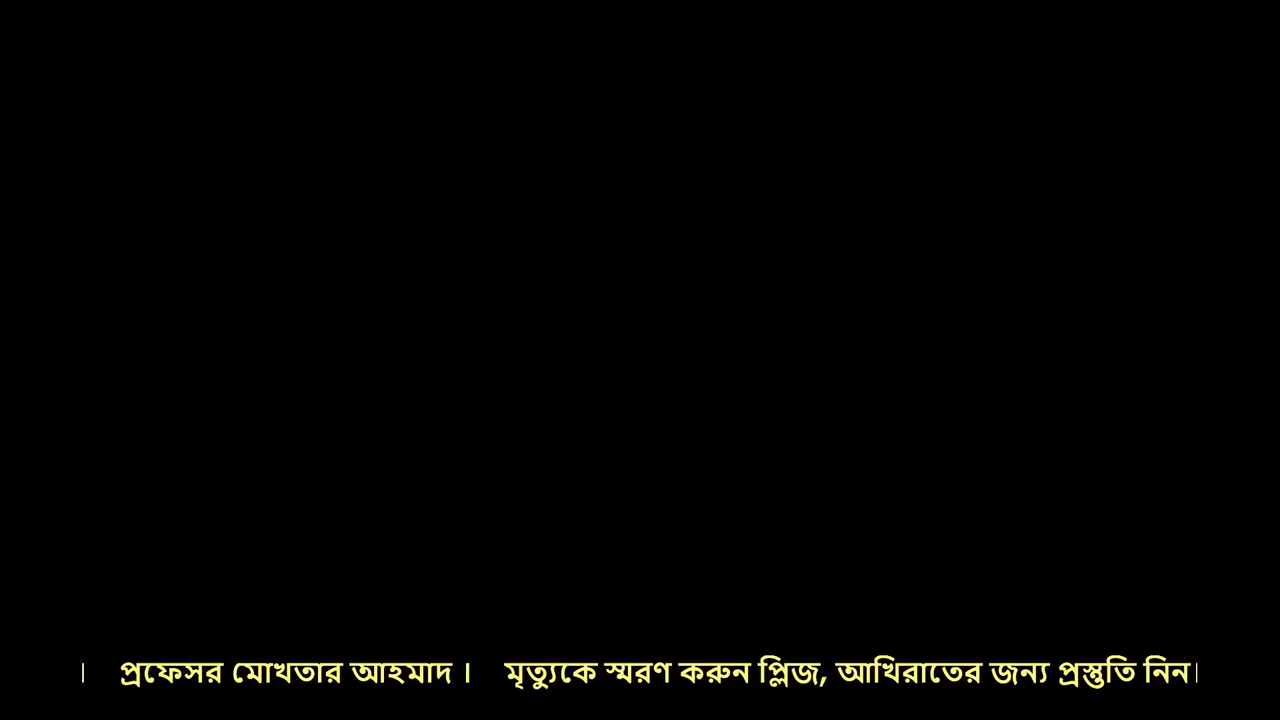 । প্রফেসর মোখতার আহমাদ । মৃত্যুকে স্মরণ করুন প্লিজ, আখিরাতের জন্য প্রস্তুতি নিন।